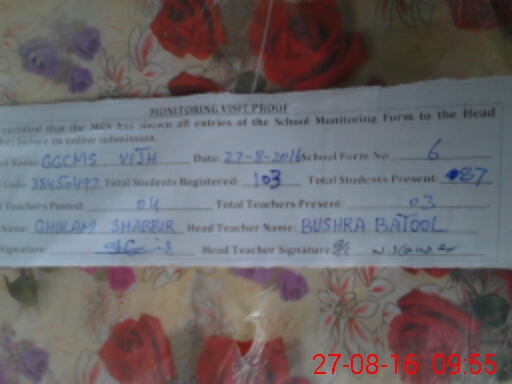 MONITORING VISIT PROOF
certified that the MEA has shown all entries of the School Monitoring Form to the Head
before its online submission.
Name GGCMS VIJH Date: 27-8-2016 School Form No. 6
Code 38450497 Total Students Registered: 103 Total Students Present: 87
Teachers Posted 04 Total Teachers Present: 03
Name: GHOLAM SHABBIR Head Teacher Name: BUSHRA BATOOL
Signature: Head Teacher Signature
27-08-16 09:55